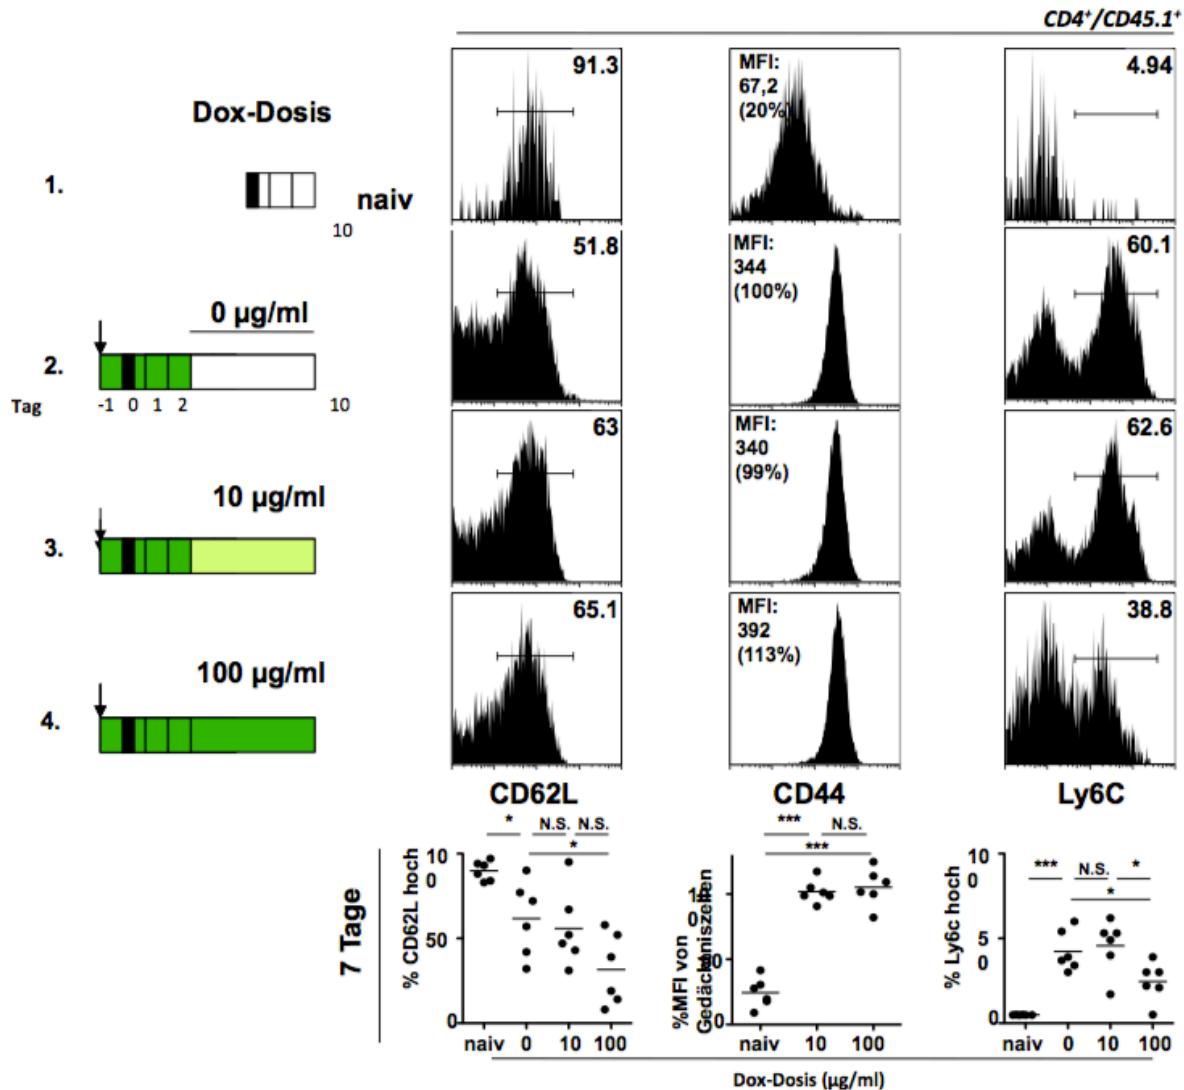 CD4+/CD45.1+
Dox-Dosis
1.
naiv
10
91.3
MFI:
67,2
(20%)
4.94
0 µg/ml
2.
Tag
-1 0 1 2
10
51.8
MFI:
344
(100%)
60.1
10 µg/ml
3.
63
MFI:
340
(99%)
62.6
100 µg/ml
4.
65.1
MFI:
392
(113%)
38.8
CD62L
CD44
Ly6C
7 Tage
* N.S. N.S.
*
% CD62L hoch
10
0
50
0
naiv 0 10 100
*** N.S.
***
%MFI von
Gedächniszellen
naiv 10 100
*** N.S. *
*
% Ly6c hoch
10
0
5
0
0
naiv 0 10 100
Dox-Dosis (µg/ml)